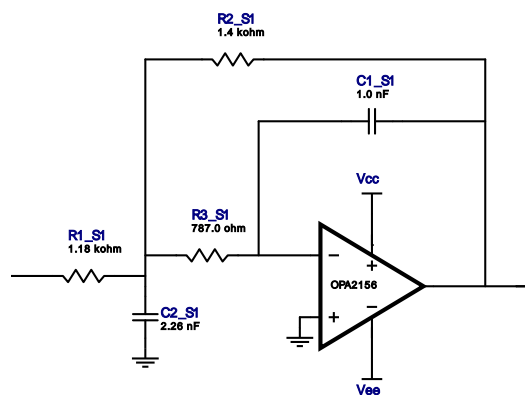 R2_S1
1.4 kohm
C1_S1
1.0 nF
Vcc
R3_S1
787.0 ohm
R1_S1
1.18 kohm
−
+
OPA2156
−
+
C2_S1
2.26 nF
Vee